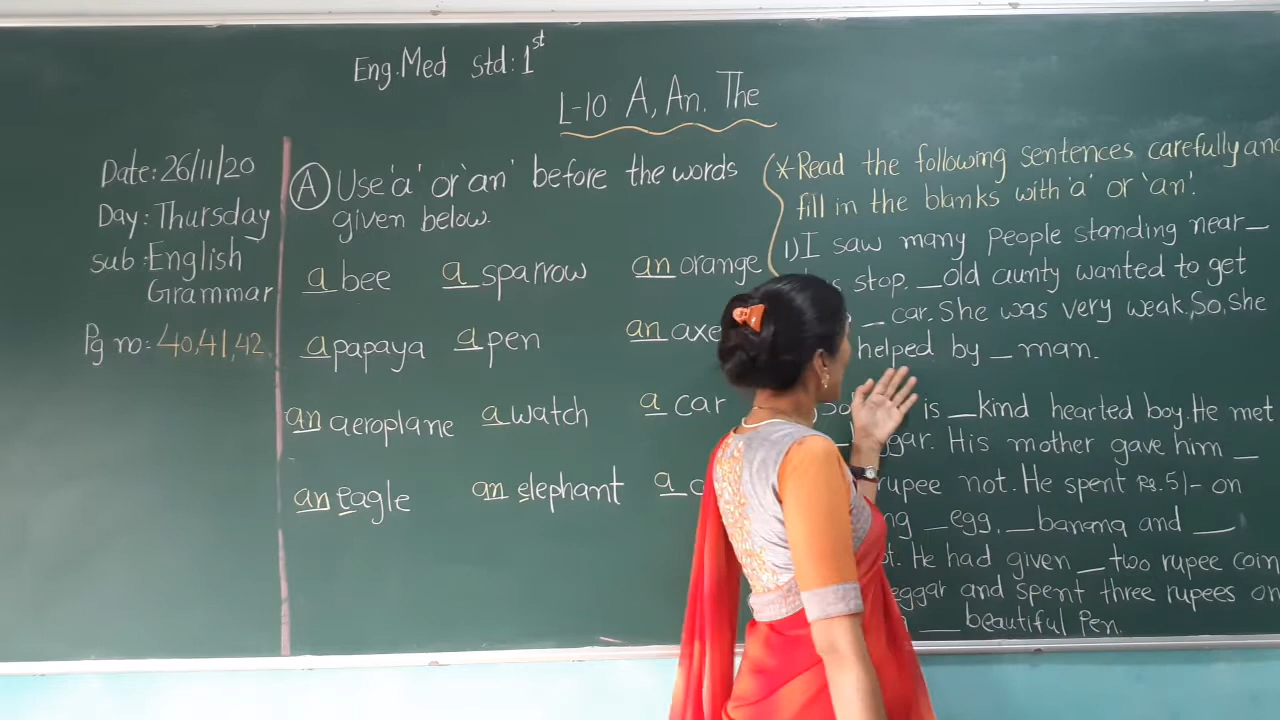 Eng.Med std: 1st
L-10 A, An. The
Date: 26/11/20
Day: Thursday
sub: English
Grammar
Pg no: 40,41,42
A Use 'a' or 'an' before the words
given below.
a bee a sparrow an orange
a papaya a pen an axe
an aeroplane a watch a car
an eagle an elephant a
* Read the following sentences carefully and
fill in the blanks with 'a' or 'an'.
1) I saw many people standing near _
stop. _ old aunty wanted to get
_ car. She was very weak, So, she
helped by _ man.
is _ kind hearted boy. He met
His mother gave him _
rupee not. He spent Rs. 5/- on
_ egg, _ banana and _
He had given _ two rupee coin
and spent three rupees on
_ beautiful Pen.